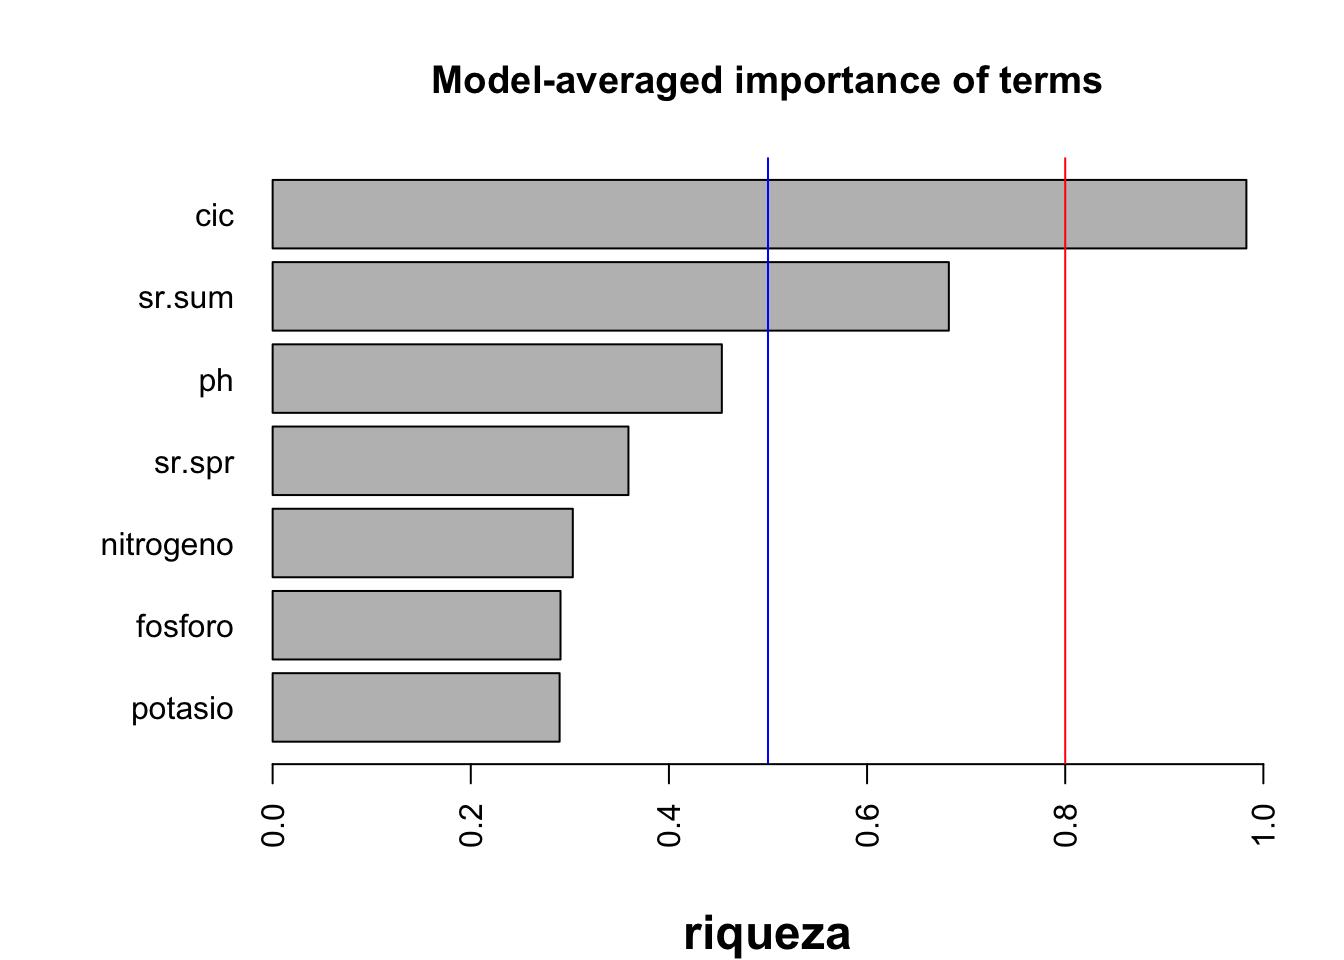 Model-averaged importance of terms
cic
sr.sum
ph
sr.spr
nitrogeno
fosforo
potasio
0.0
0.2
0.4
0.6
0.8
1.0
riqueza